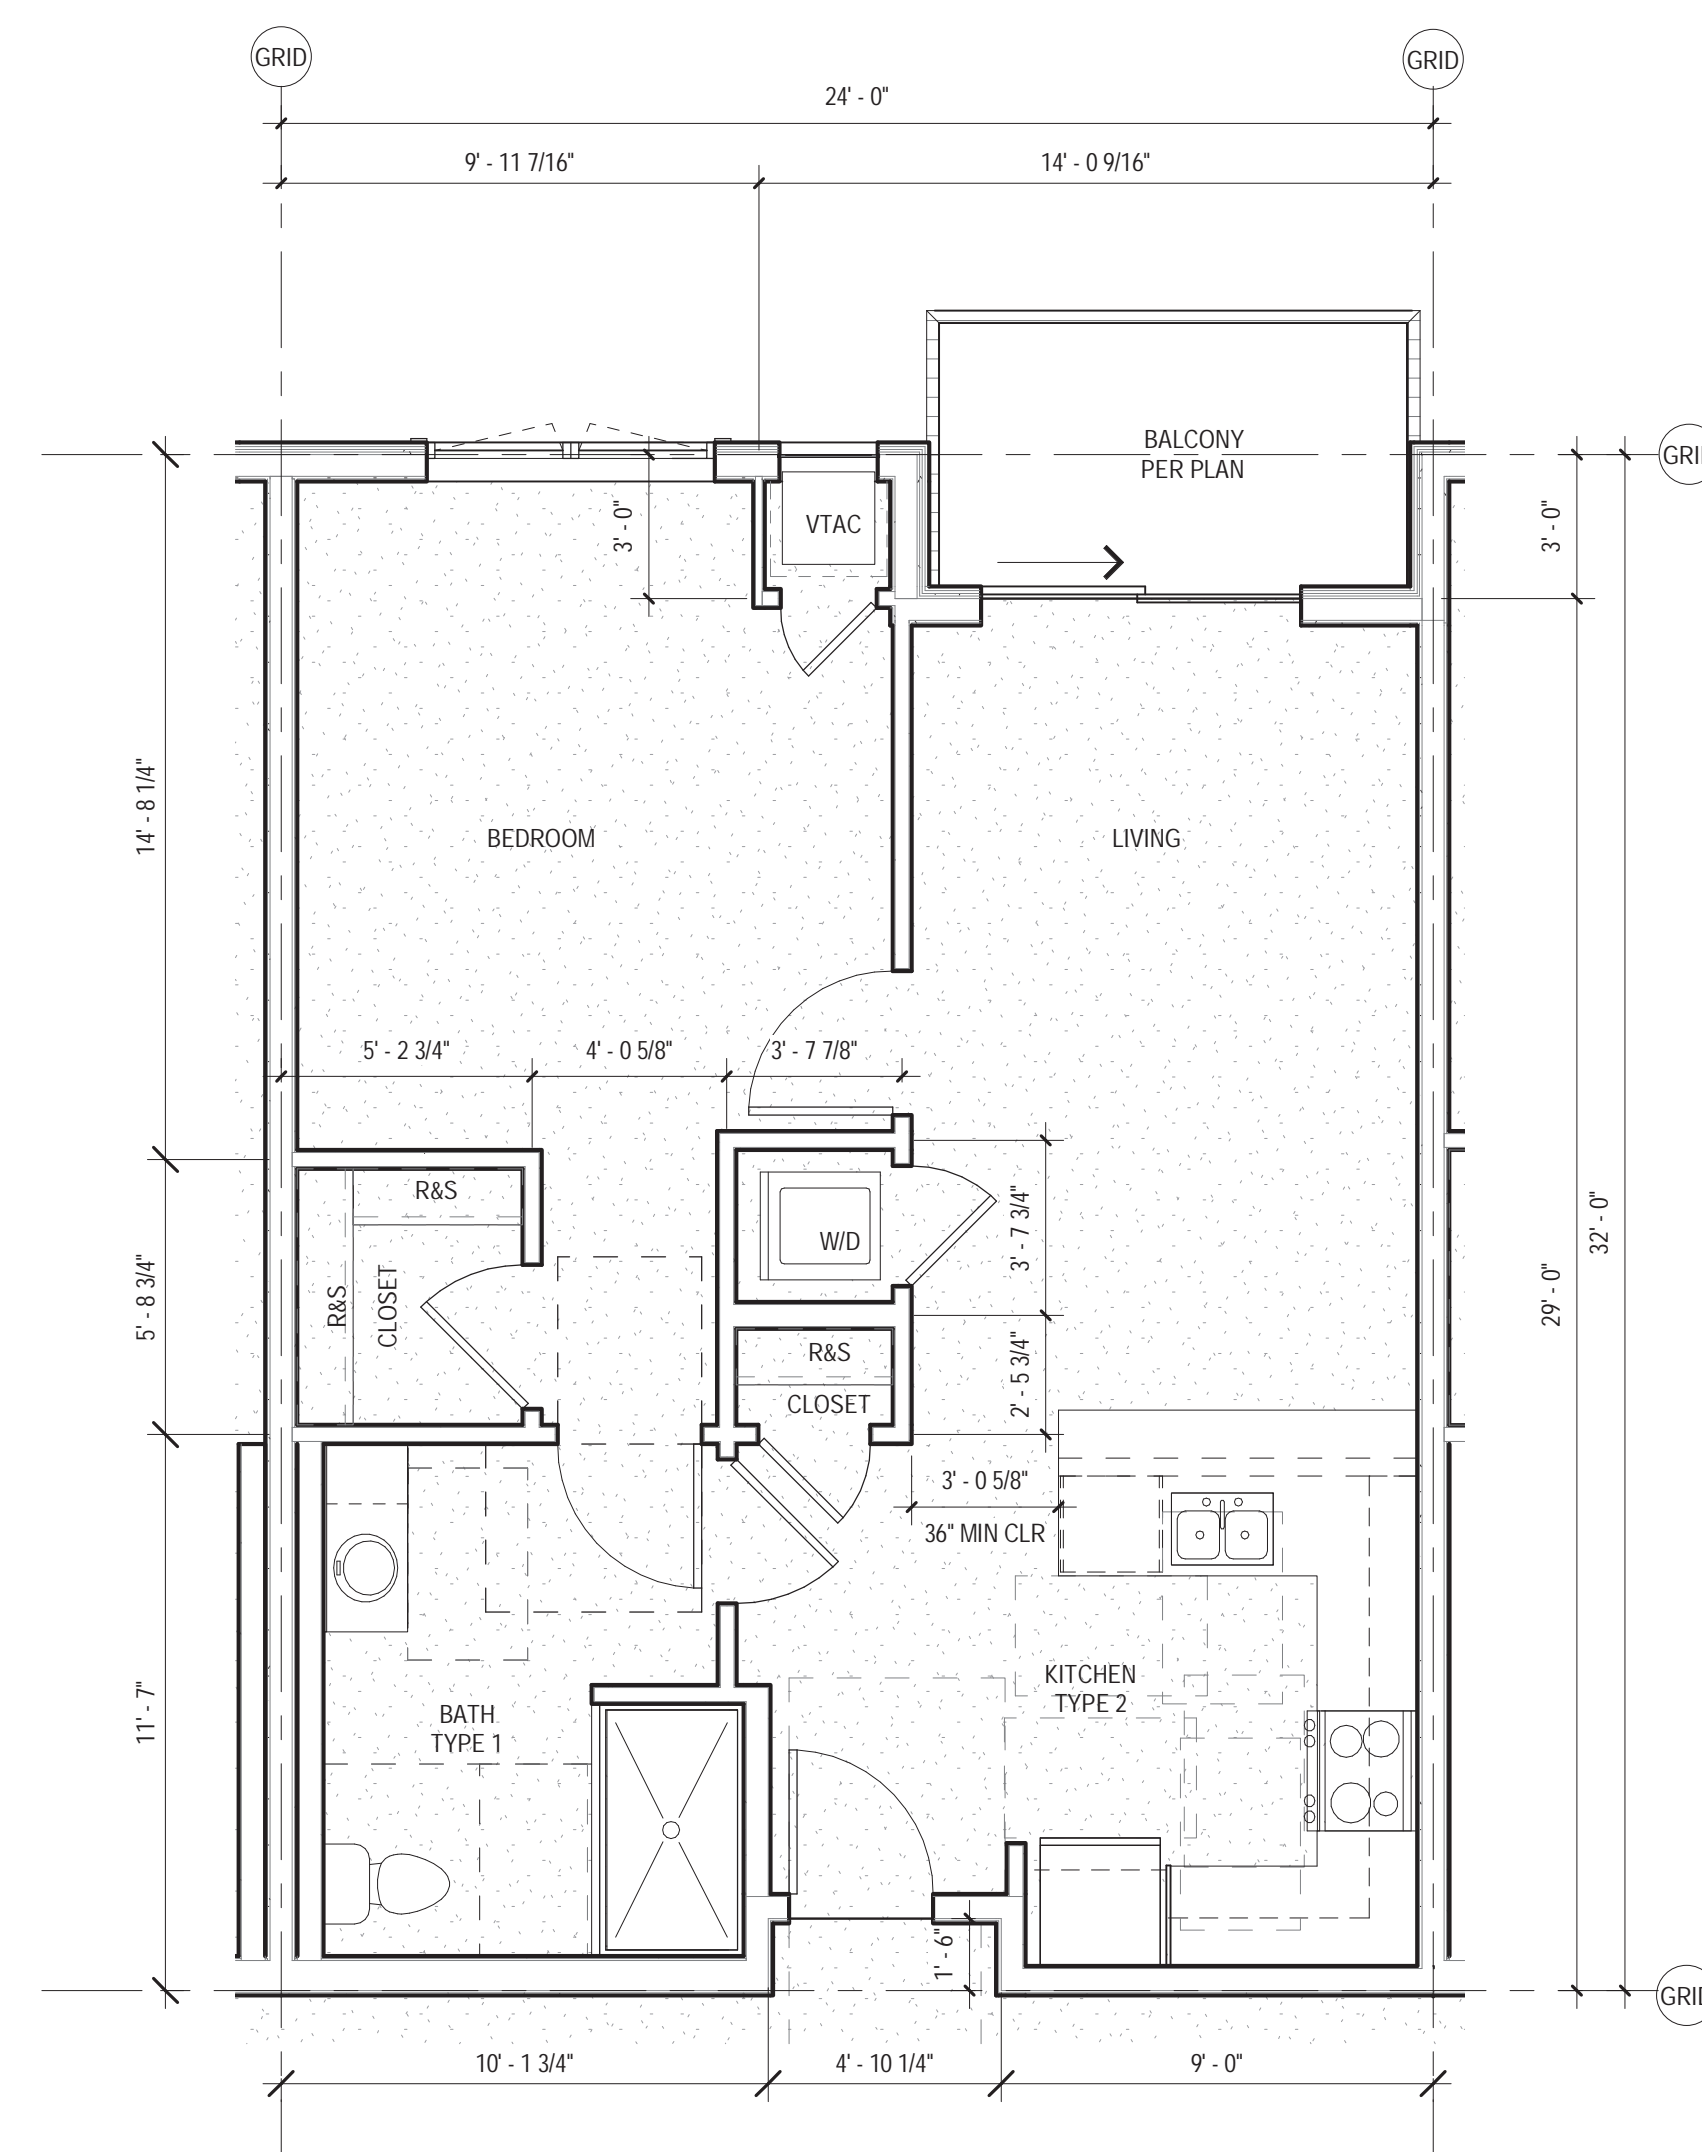 GRID
GRID
24' - 0"
9' - 11 7/16"
14' - 0 9/16"
BALCONY
PER PLAN
GRI
VTAC
3' - 0"
3' - 0"
14' - 8 1/4"
BEDROOM
LIVING
5' - 2 3/4"
4' - 0 5/8"
3' - 7 7/8"
R&S
R&S
CLOSET
W/D
3' - 7 3/4"
32' - 0"
29' - 0"
5' - 8 3/4"
R&S
CLOSET
2' - 5 3/4"
3' - 0 5/8"
36" MIN CLR
KITCHEN
TYPE 2
BATH
TYPE 1
11' - 7"
1' - 6"
GRID
10' - 1 3/4"
4' - 10 1/4"
9' - 0"